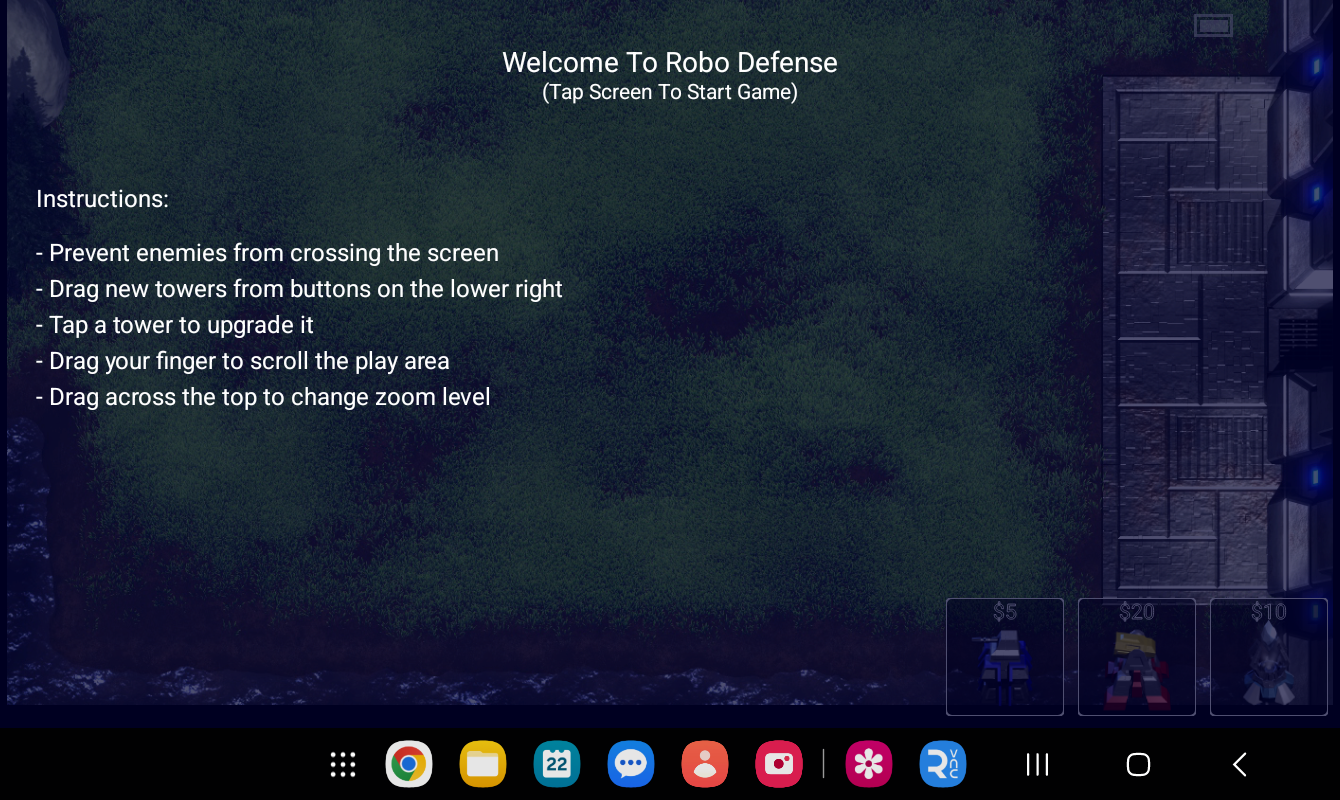 Welcome To Robo Defense
(Tap Screen To Start Game)
Instructions:
- Prevent enemies from crossing the screen
- Drag new towers from buttons on the lower right
- Tap a tower to upgrade it
- Drag your finger to scroll the play area
- Drag across the top to change zoom level
$5 $20 $10
22
R VNC